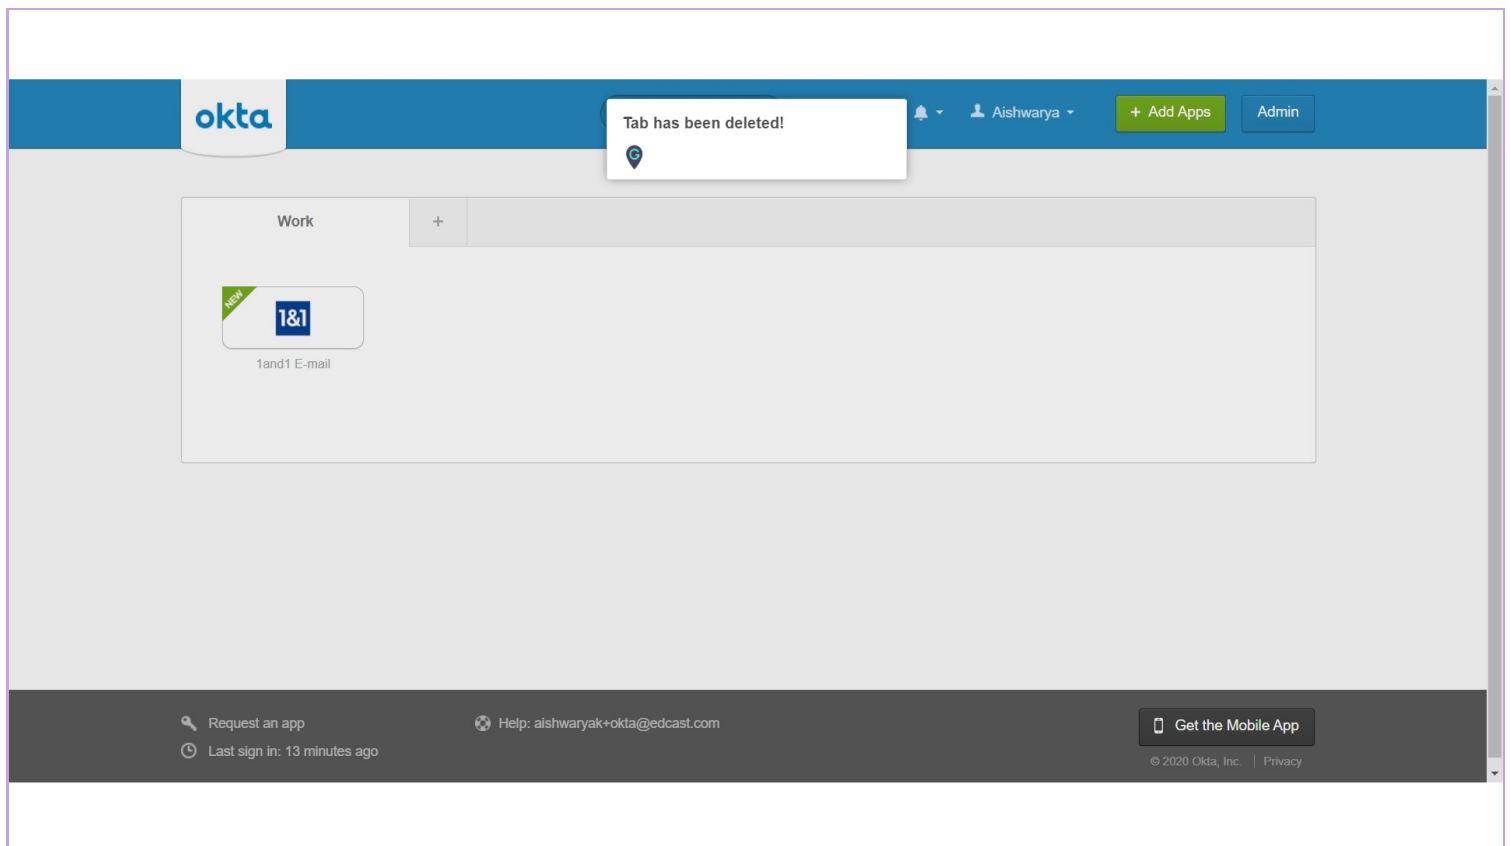 okta
Tab has been deleted!
G
Aishwarya
+ Add Apps
Admin
Work
+
NEW
1&1
1and1 E-mail
Request an app
Help: aishwaryak+okta@edcast.com
Get the Mobile App
Last sign in: 13 minutes ago
© 2020 Okta, Inc. | Privacy